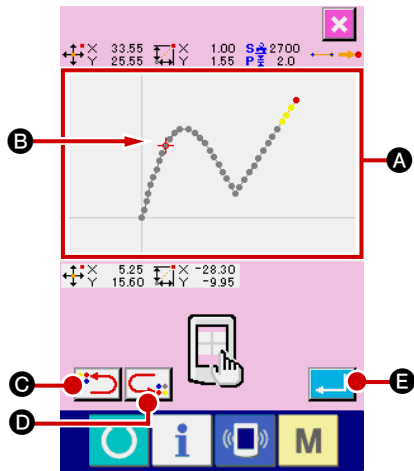 X 33.55 X 1.00 S 2700
Y 25.55 Y 1.55 P 2.0
B
A
X 5.25 X -28.30
Y 15.60 Y -9.95
C
E
D
i M